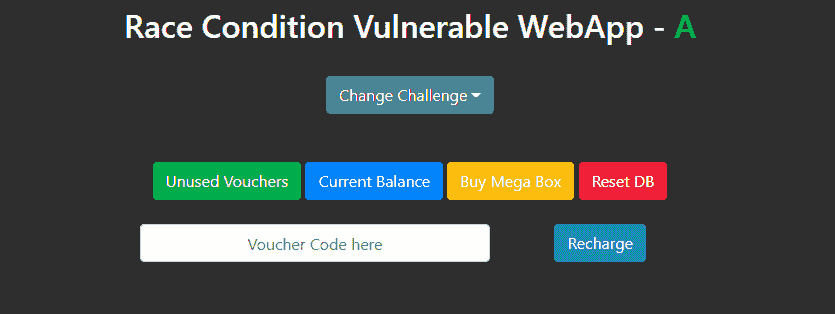 Race Condition Vulnerable WebApp - A
Change Challenge
Unused Vouchers Current Balance Buy Mega Box Reset DB
Voucher Code here Recharge